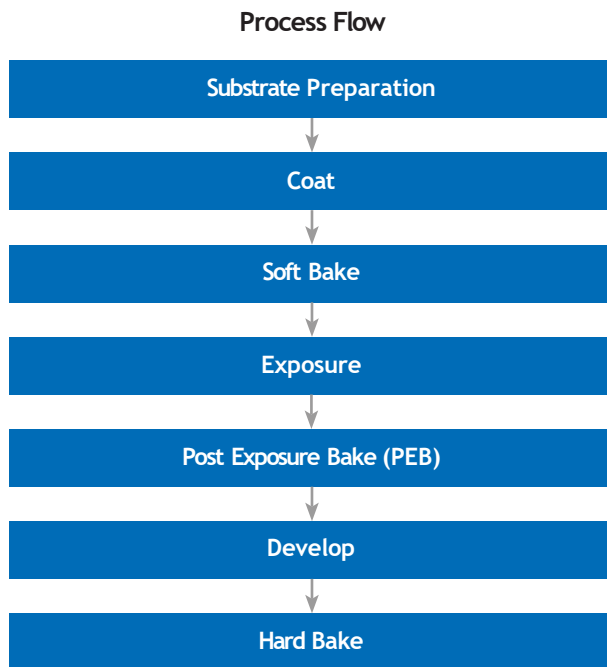 Process Flow
Substrate Preparation
Coat
Soft Bake
Exposure
Post Exposure Bake (PEB)
Develop
Hard Bake